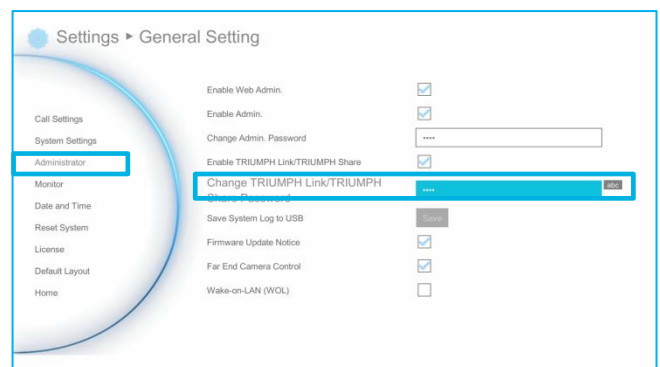 Settings ▸ General Setting
Enable Web Admin.
Call Settings
Enable Admin.
System Settings
Change Admin. Password
••••
Administrator
Enable TRIUMPH Link/TRIUMPH Share
Monitor
Change TRIUMPH Link/TRIUMPH
Share Password
••••
abc
Date and Time
Save System Log to USB
Save
Reset System
License
Firmware Update Notice
Default Layout
Far End Camera Control
Home
Wake-on-LAN (WOL)